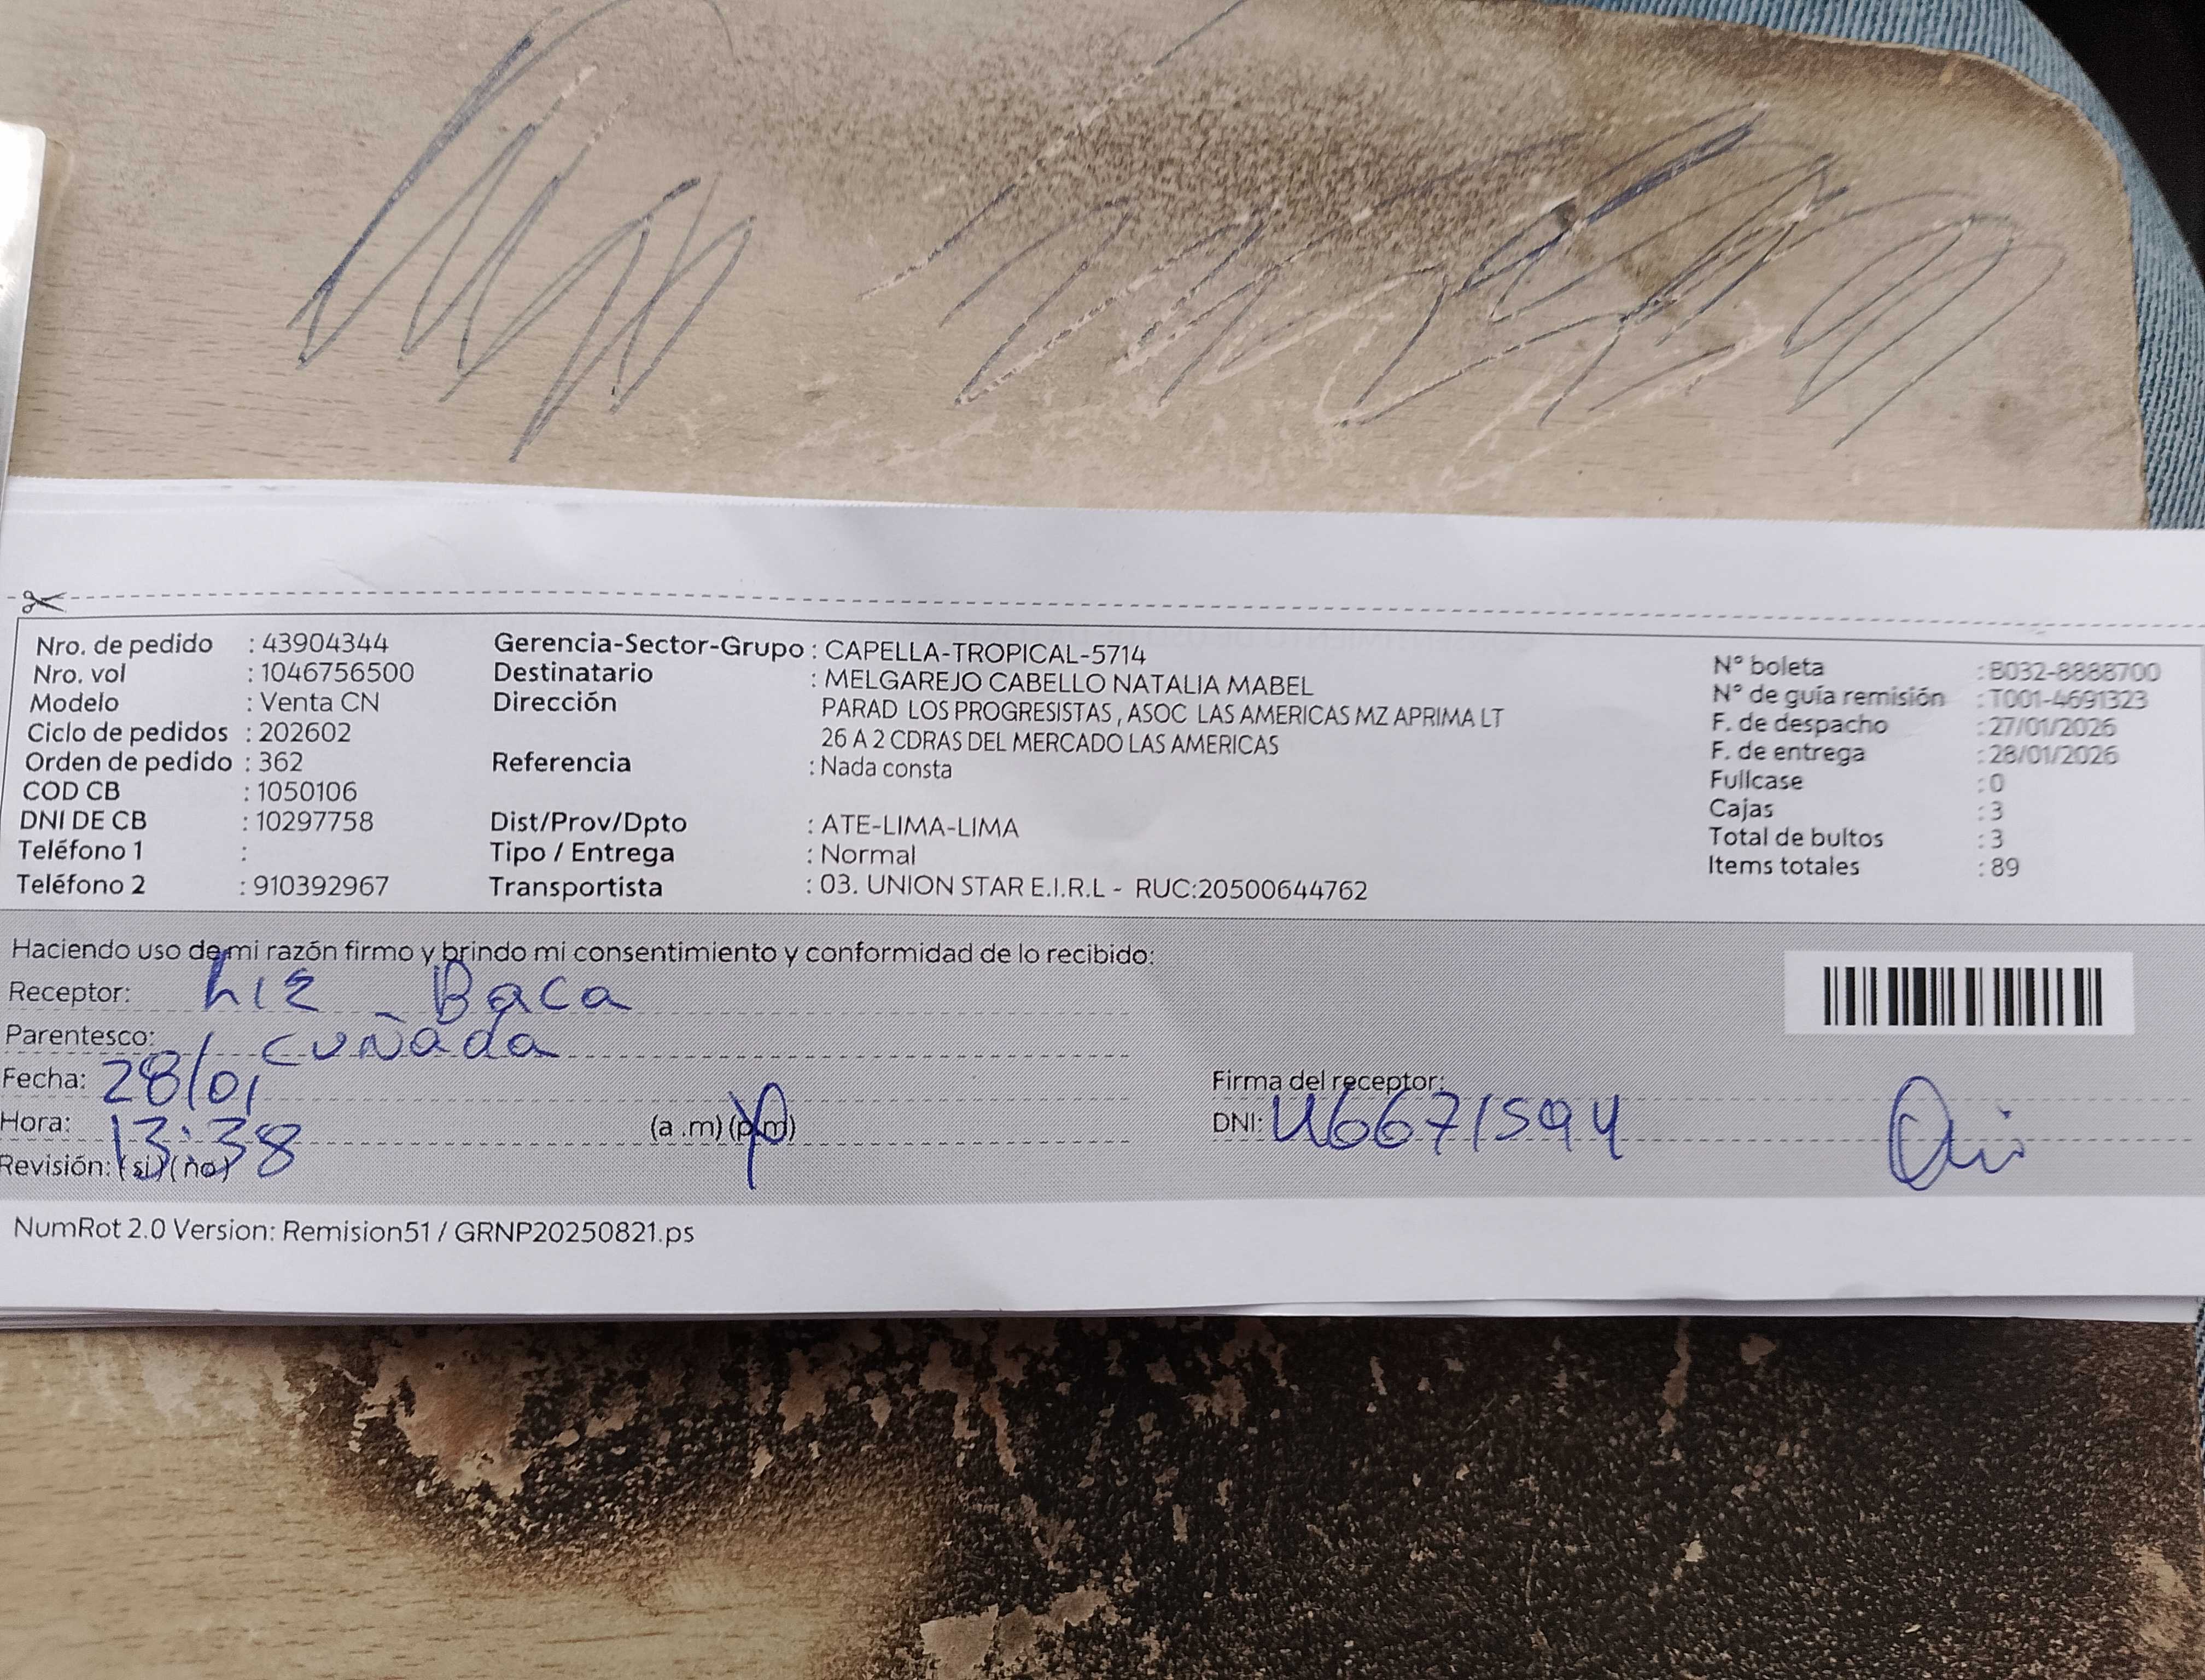 Nro. de pedido : 43904344
Nro. vol : 1046756500
Modelo : Venta CN
Ciclo de pedidos : 202602
Orden de pedido : 362
COD CB : 1050106
DNI DE CB : 10297758
Teléfono 1 :
Teléfono 2 : 910392967
Gerencia-Sector-Grupo : CAPELLA-TROPICAL-5714
Destinatario : MELGAREJO CABELLO NATALIA MABEL
Dirección PARAD LOS PROGRESISTAS , ASOC LAS AMERICAS MZ APRIMA LT
26 A 2 CDRAS DEL MERCADO LAS AMERICAS
Referencia : Nada consta
Dist/Prov/Dpto : ATE-LIMA-LIMA
Tipo / Entrega : Normal
Transportista : 03. UNION STAR E.I.R.L - RUC:20500644762
N° boleta : B032-8888700
N° de guía remisión : T001-4691323
F. de despacho : 27/01/2026
F. de entrega : 28/01/2026
Fullcase : 0
Cajas : 3
Total de bultos : 3
Items totales : 89
Haciendo uso de mi razón firmo y brindo mi consentimiento y conformidad de lo recibido:
Receptor: Liz Baca
Parentesco: cuñada
Fecha: 28/01
Hora: 13:38 (a .m) (p.m)
Revisión: ( si ) ( no )
Firma del receptor:
DNI: 46671594
NumRot 2.0 Version: Remision51 / GRNP20250821.ps